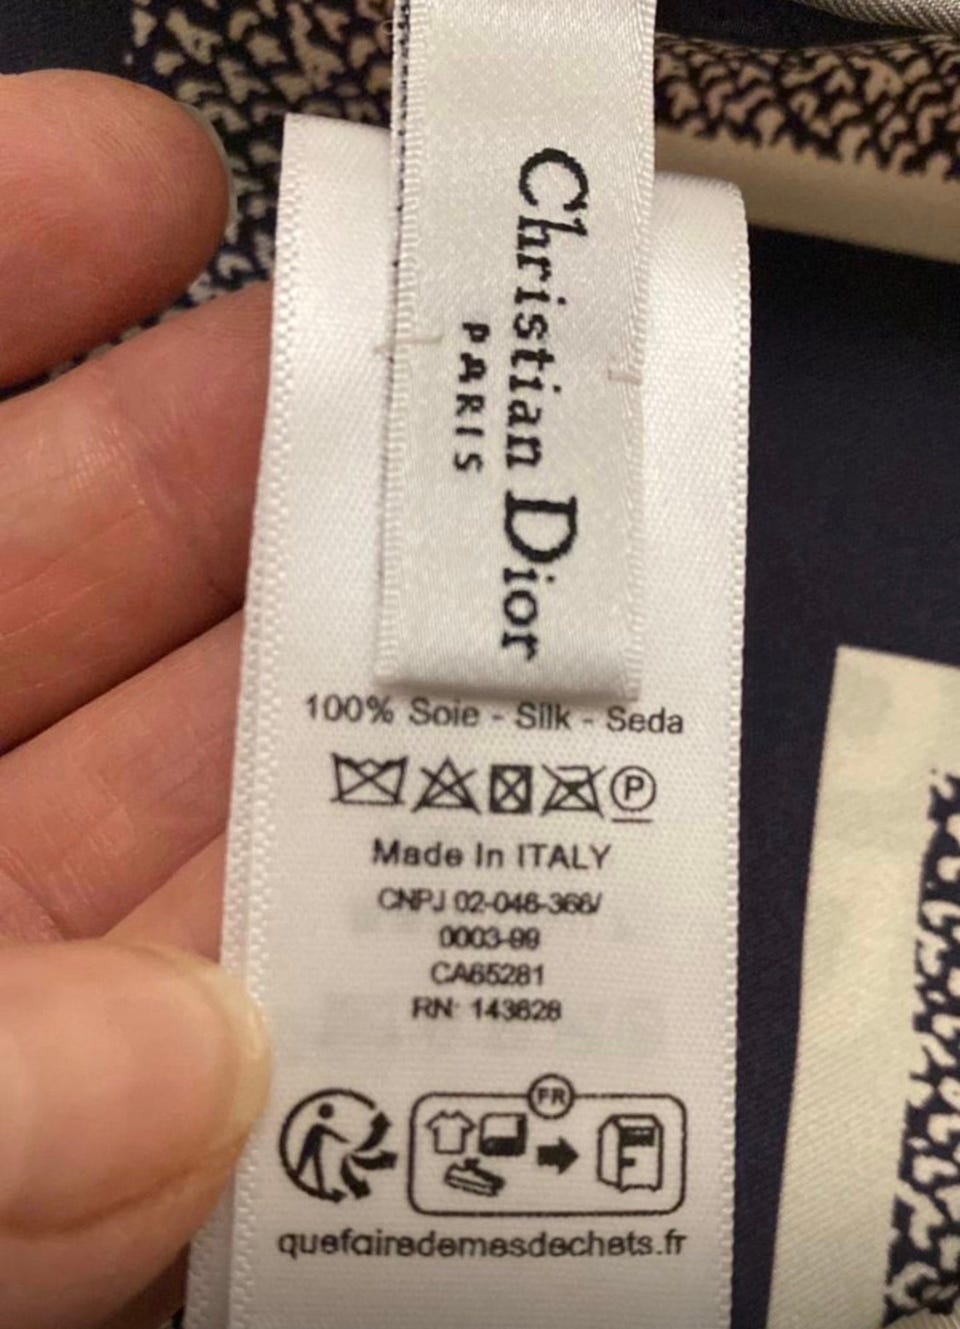 Christian Dior
PARIS
100% Soie - Silk - Seda
P
Made In ITALY
CNPJ 02-046-366/
0003-99
CA65281
RN: 143628
FR
quefairedemesdechets.fr